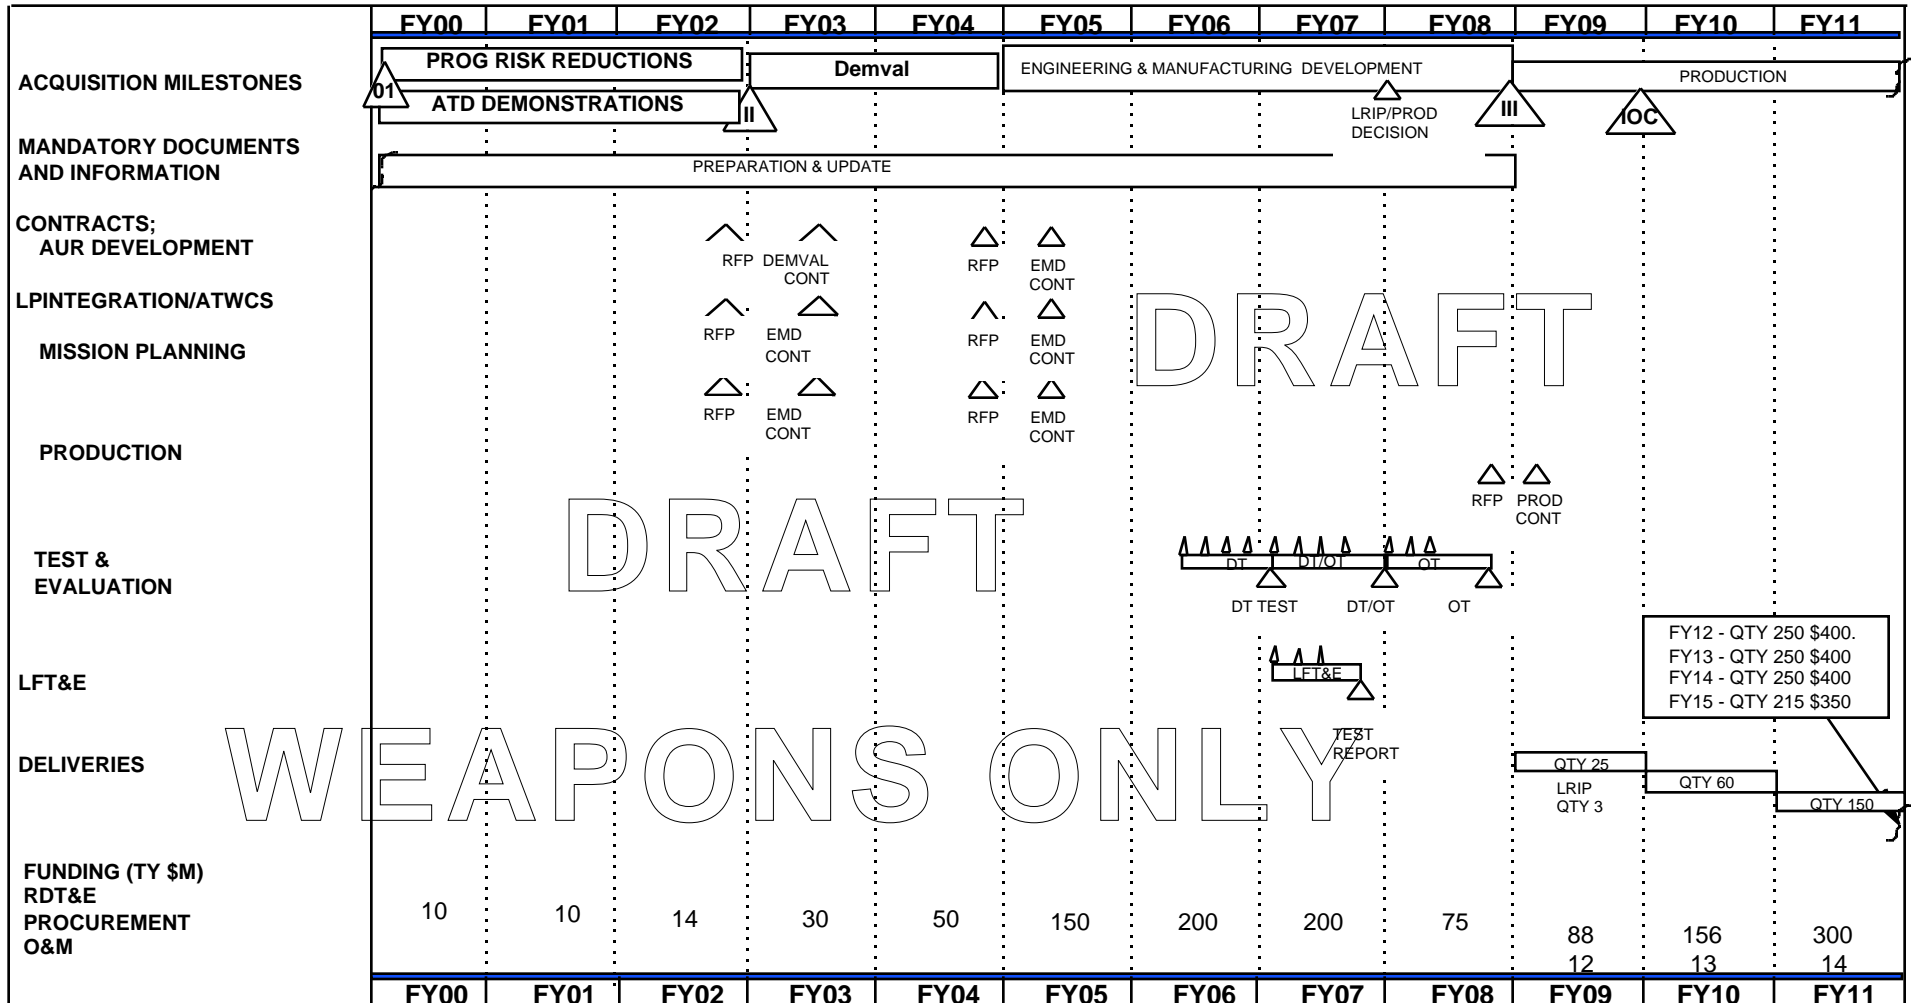 FY00 FY01 FY02 FY03 FY04 FY05 FY06 FY07 FY08 FY09 FY10 FY11
ACQUISITION MILESTONES
PROG RISK REDUCTIONS
Demval
ENGINEERING & MANUFACTURING DEVELOPMENT
PRODUCTION
01
ATD DEMONSTRATIONS
II
LRIP/PROD
DECISION
III
IOC
MANDATORY DOCUMENTS
AND INFORMATION
PREPARATION & UPDATE
CONTRACTS;
AUR DEVELOPMENT
RFP DEMVAL
CONT
RFP EMD
CONT
LPINTEGRATION/ATWCS
RFP EMD
CONT
RFP EMD
CONT
DRAFT
MISSION PLANNING
RFP EMD
CONT
RFP EMD
CONT
PRODUCTION
RFP PROD
CONT
DRAFT
TEST &
EVALUATION
DT DT/OT OT
DT TEST DT/OT OT
FY12 - QTY 250 $400.
FY13 - QTY 250 $400
FY14 - QTY 250 $400
FY15 - QTY 215 $350
LFT&E
LFT&E
TEST
REPORT
WEAPONS ONLY
DELIVERIES
QTY 25
LRIP
QTY 3
QTY 60
QTY 150
FUNDING (TY $M)
RDT&E
10 10 14 30 50 150 200 200 75
PROCUREMENT
88 156 300
O&M
12 13 14
FY00 FY01 FY02 FY03 FY04 FY05 FY06 FY07 FY08 FY09 FY10 FY11